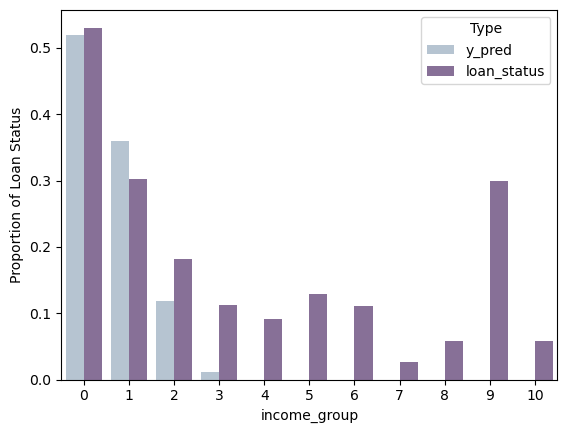 Type
y_pred
loan_status
Proportion of Loan Status
0.5
0.4
0.3
0.2
0.1
0.0
0 1 2 3 4 5 6 7 8 9 10
income_group